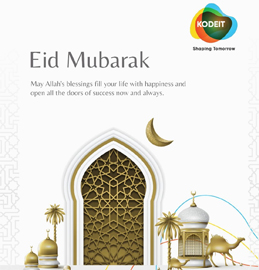 KODEIT
Shaping Tomorrow
Eid Mubarak
May Allah's blessings fill your life with happiness and
open all the doors of success now and always.